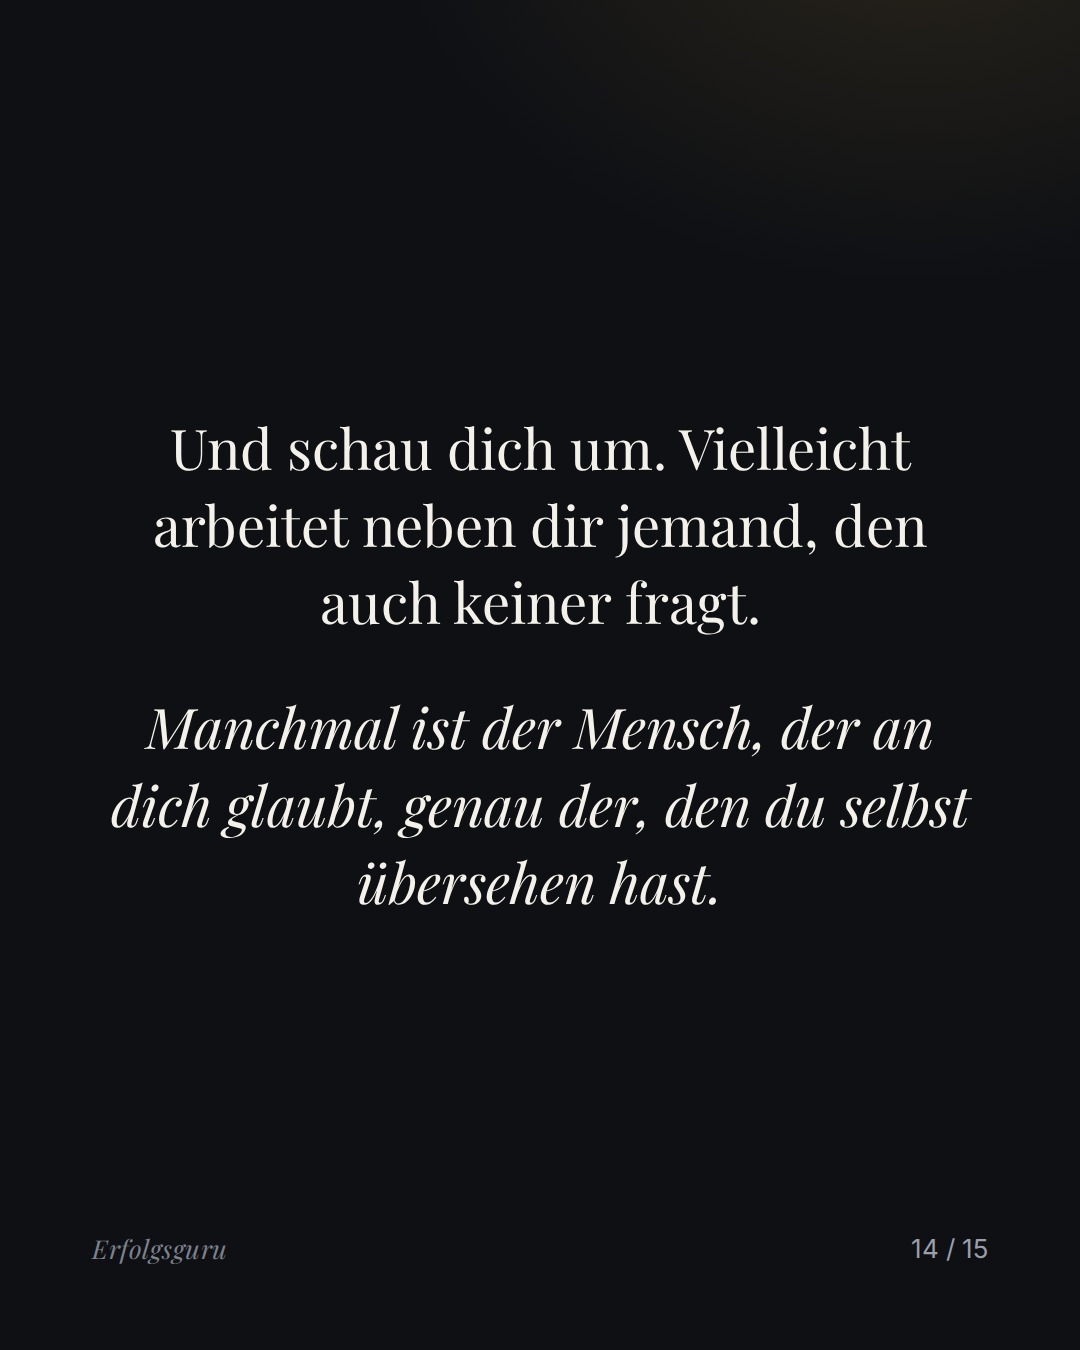 Und schau dich um. Vielleicht
arbeitet neben dir jemand, den
auch keiner fragt.
Manchmal ist der Mensch, der an
dich glaubt, genau der, den du selbst
übersehen hast.
Erfolgsguru
14 / 15